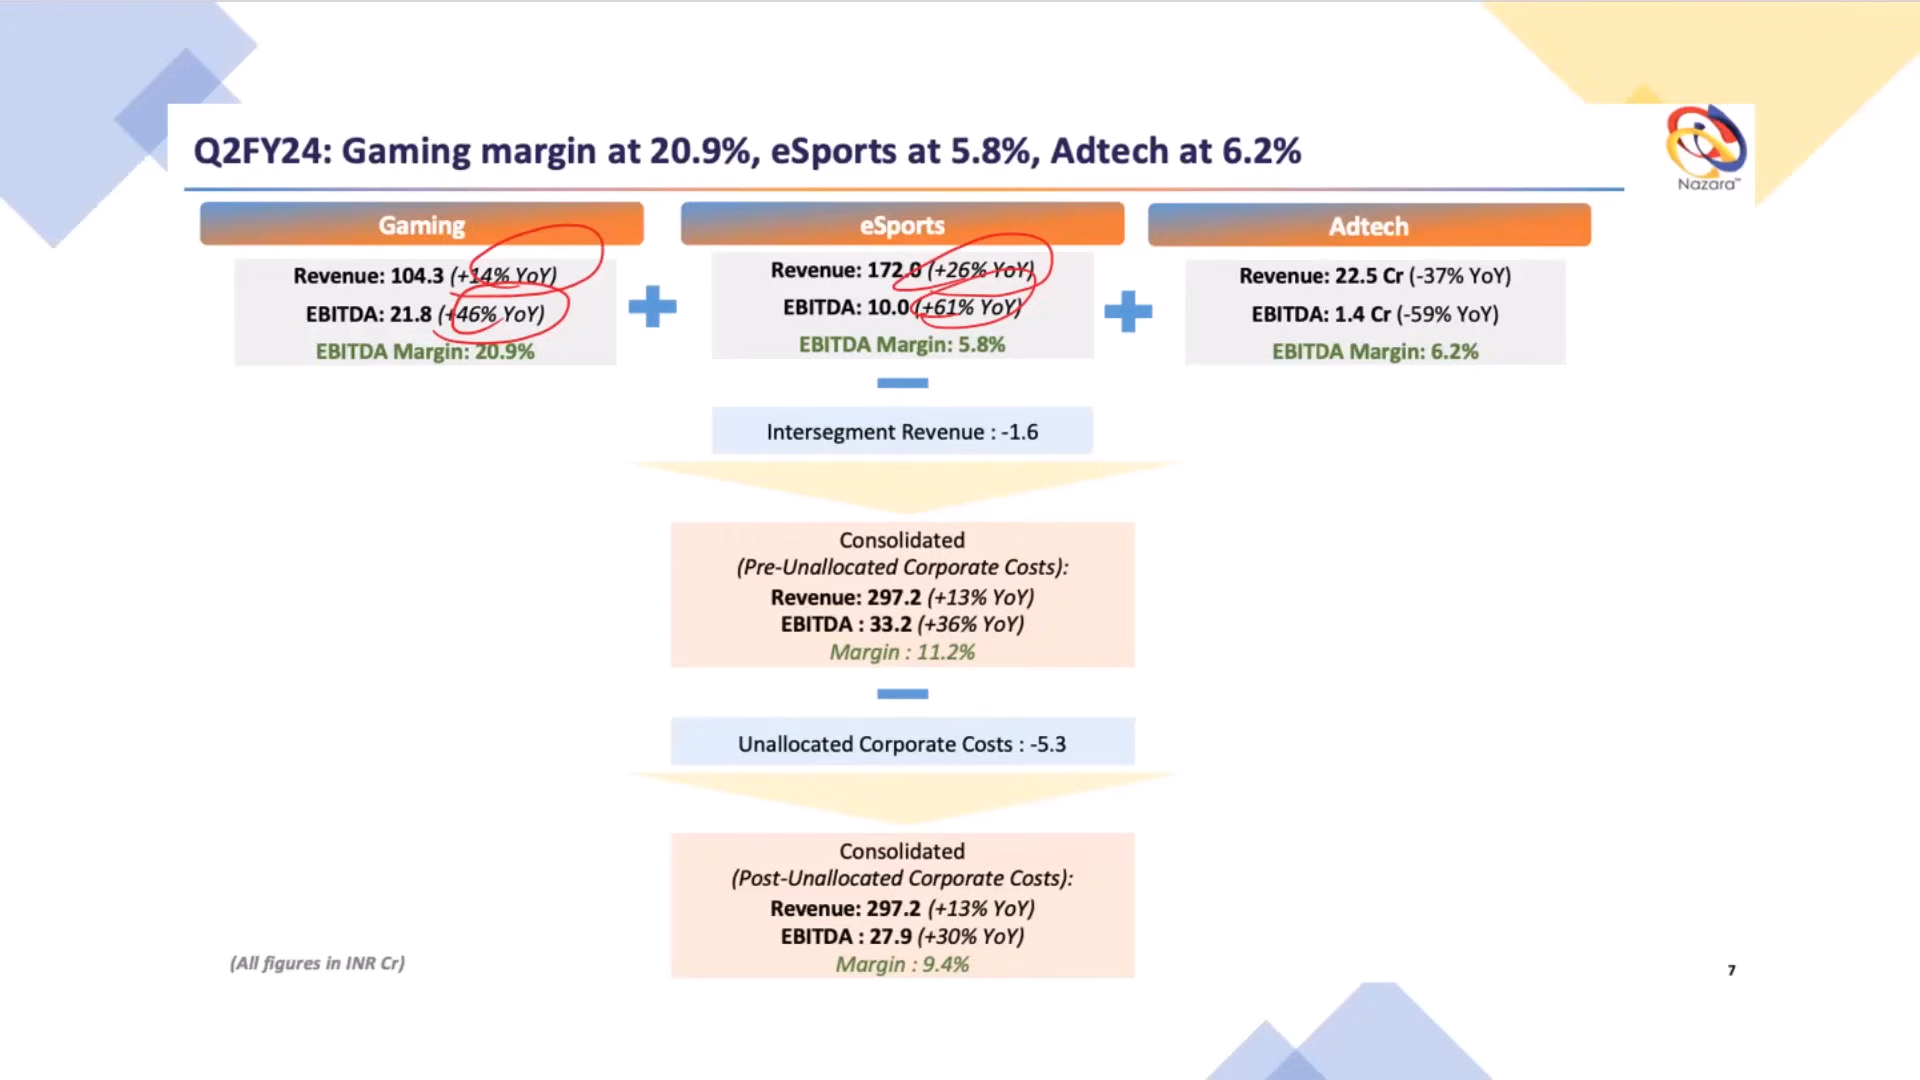 Q2FY24: Gaming margin at 20.9%, eSports at 5.8%, Adtech at 6.2%
Nazara™
Gaming
Revenue: 104.3 (+14% YoY)
EBITDA: 21.8 (+46% YoY)
EBITDA Margin: 20.9%
eSports
Revenue: 172.0 (+26% YoY)
EBITDA: 10.0 (+61% YoY)
EBITDA Margin: 5.8%
Adtech
Revenue: 22.5 Cr (-37% YoY)
EBITDA: 1.4 Cr (-59% YoY)
EBITDA Margin: 6.2%
Intersegment Revenue : -1.6
Consolidated
(Pre-Unallocated Corporate Costs):
Revenue: 297.2 (+13% YoY)
EBITDA : 33.2 (+36% YoY)
Margin : 11.2%
Unallocated Corporate Costs : -5.3
Consolidated
(Post-Unallocated Corporate Costs):
Revenue: 297.2 (+13% YoY)
EBITDA : 27.9 (+30% YoY)
Margin : 9.4%
(All figures in INR Cr)
7